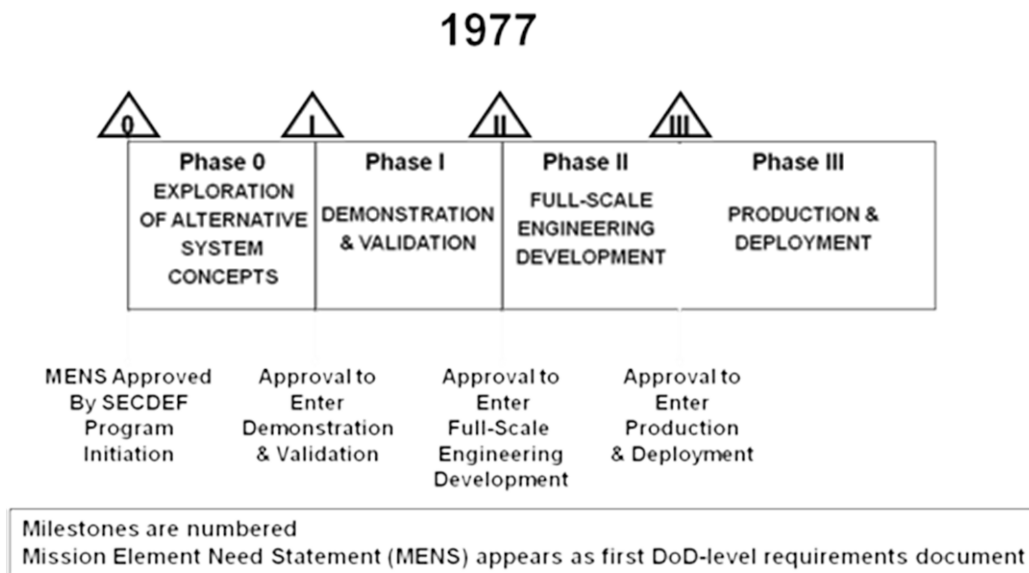 1977
0
I
II
III
Phase 0
EXPLORATION
OF ALTERNATIVE
SYSTEM
CONCEPTS
Phase I
DEMONSTRATION
& VALIDATION
Phase II
FULL-SCALE
ENGINEERING
DEVELOPMENT
Phase III
PRODUCTION &
DEPLOYMENT
MENS Approved
By SECDEF
Program
Initiation
Approval to
Enter
Demonstration
& Validation
Approval to
Enter
Full-Scale
Engineering
Development
Approval to
Enter
Production
& Deployment
Milestones are numbered
Mission Element Need Statement (MENS) appears as first DoD-level requirements document